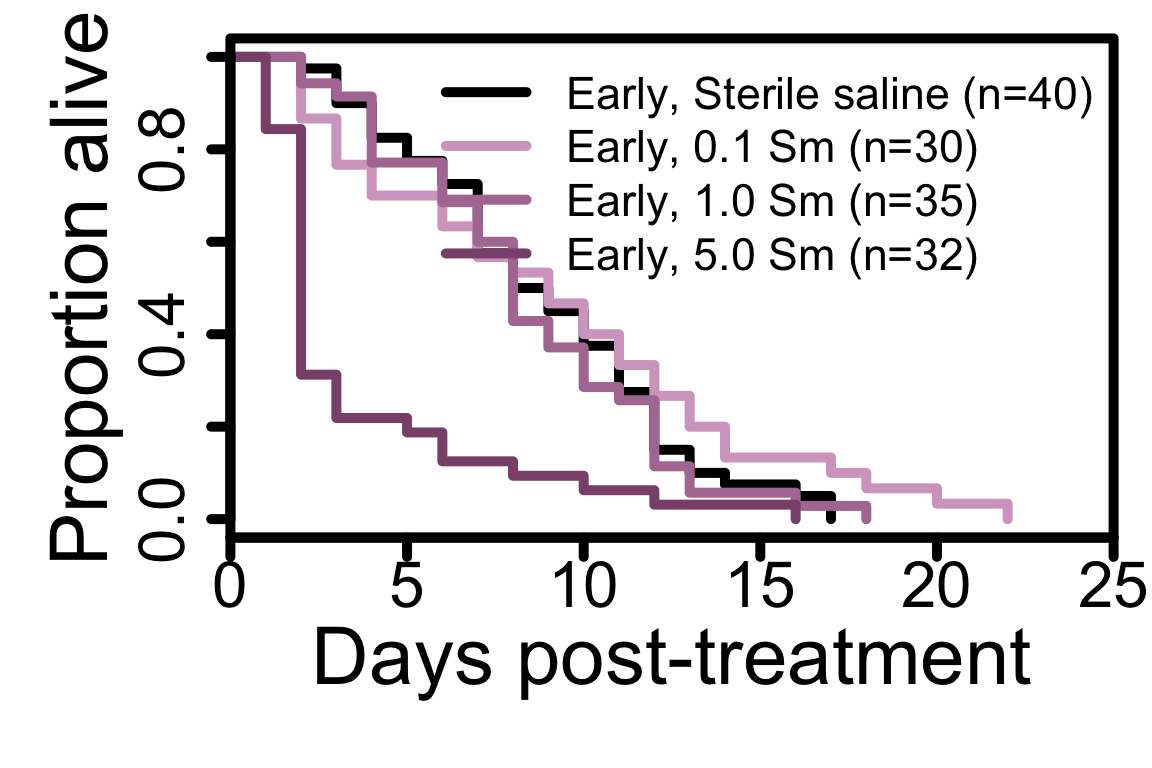 Proportion alive
0.8
0.4
0.0
Early, Sterile saline (n=40)
Early, 0.1 Sm (n=30)
Early, 1.0 Sm (n=35)
Early, 5.0 Sm (n=32)
0 5 10 15 20 25
Days post-treatment